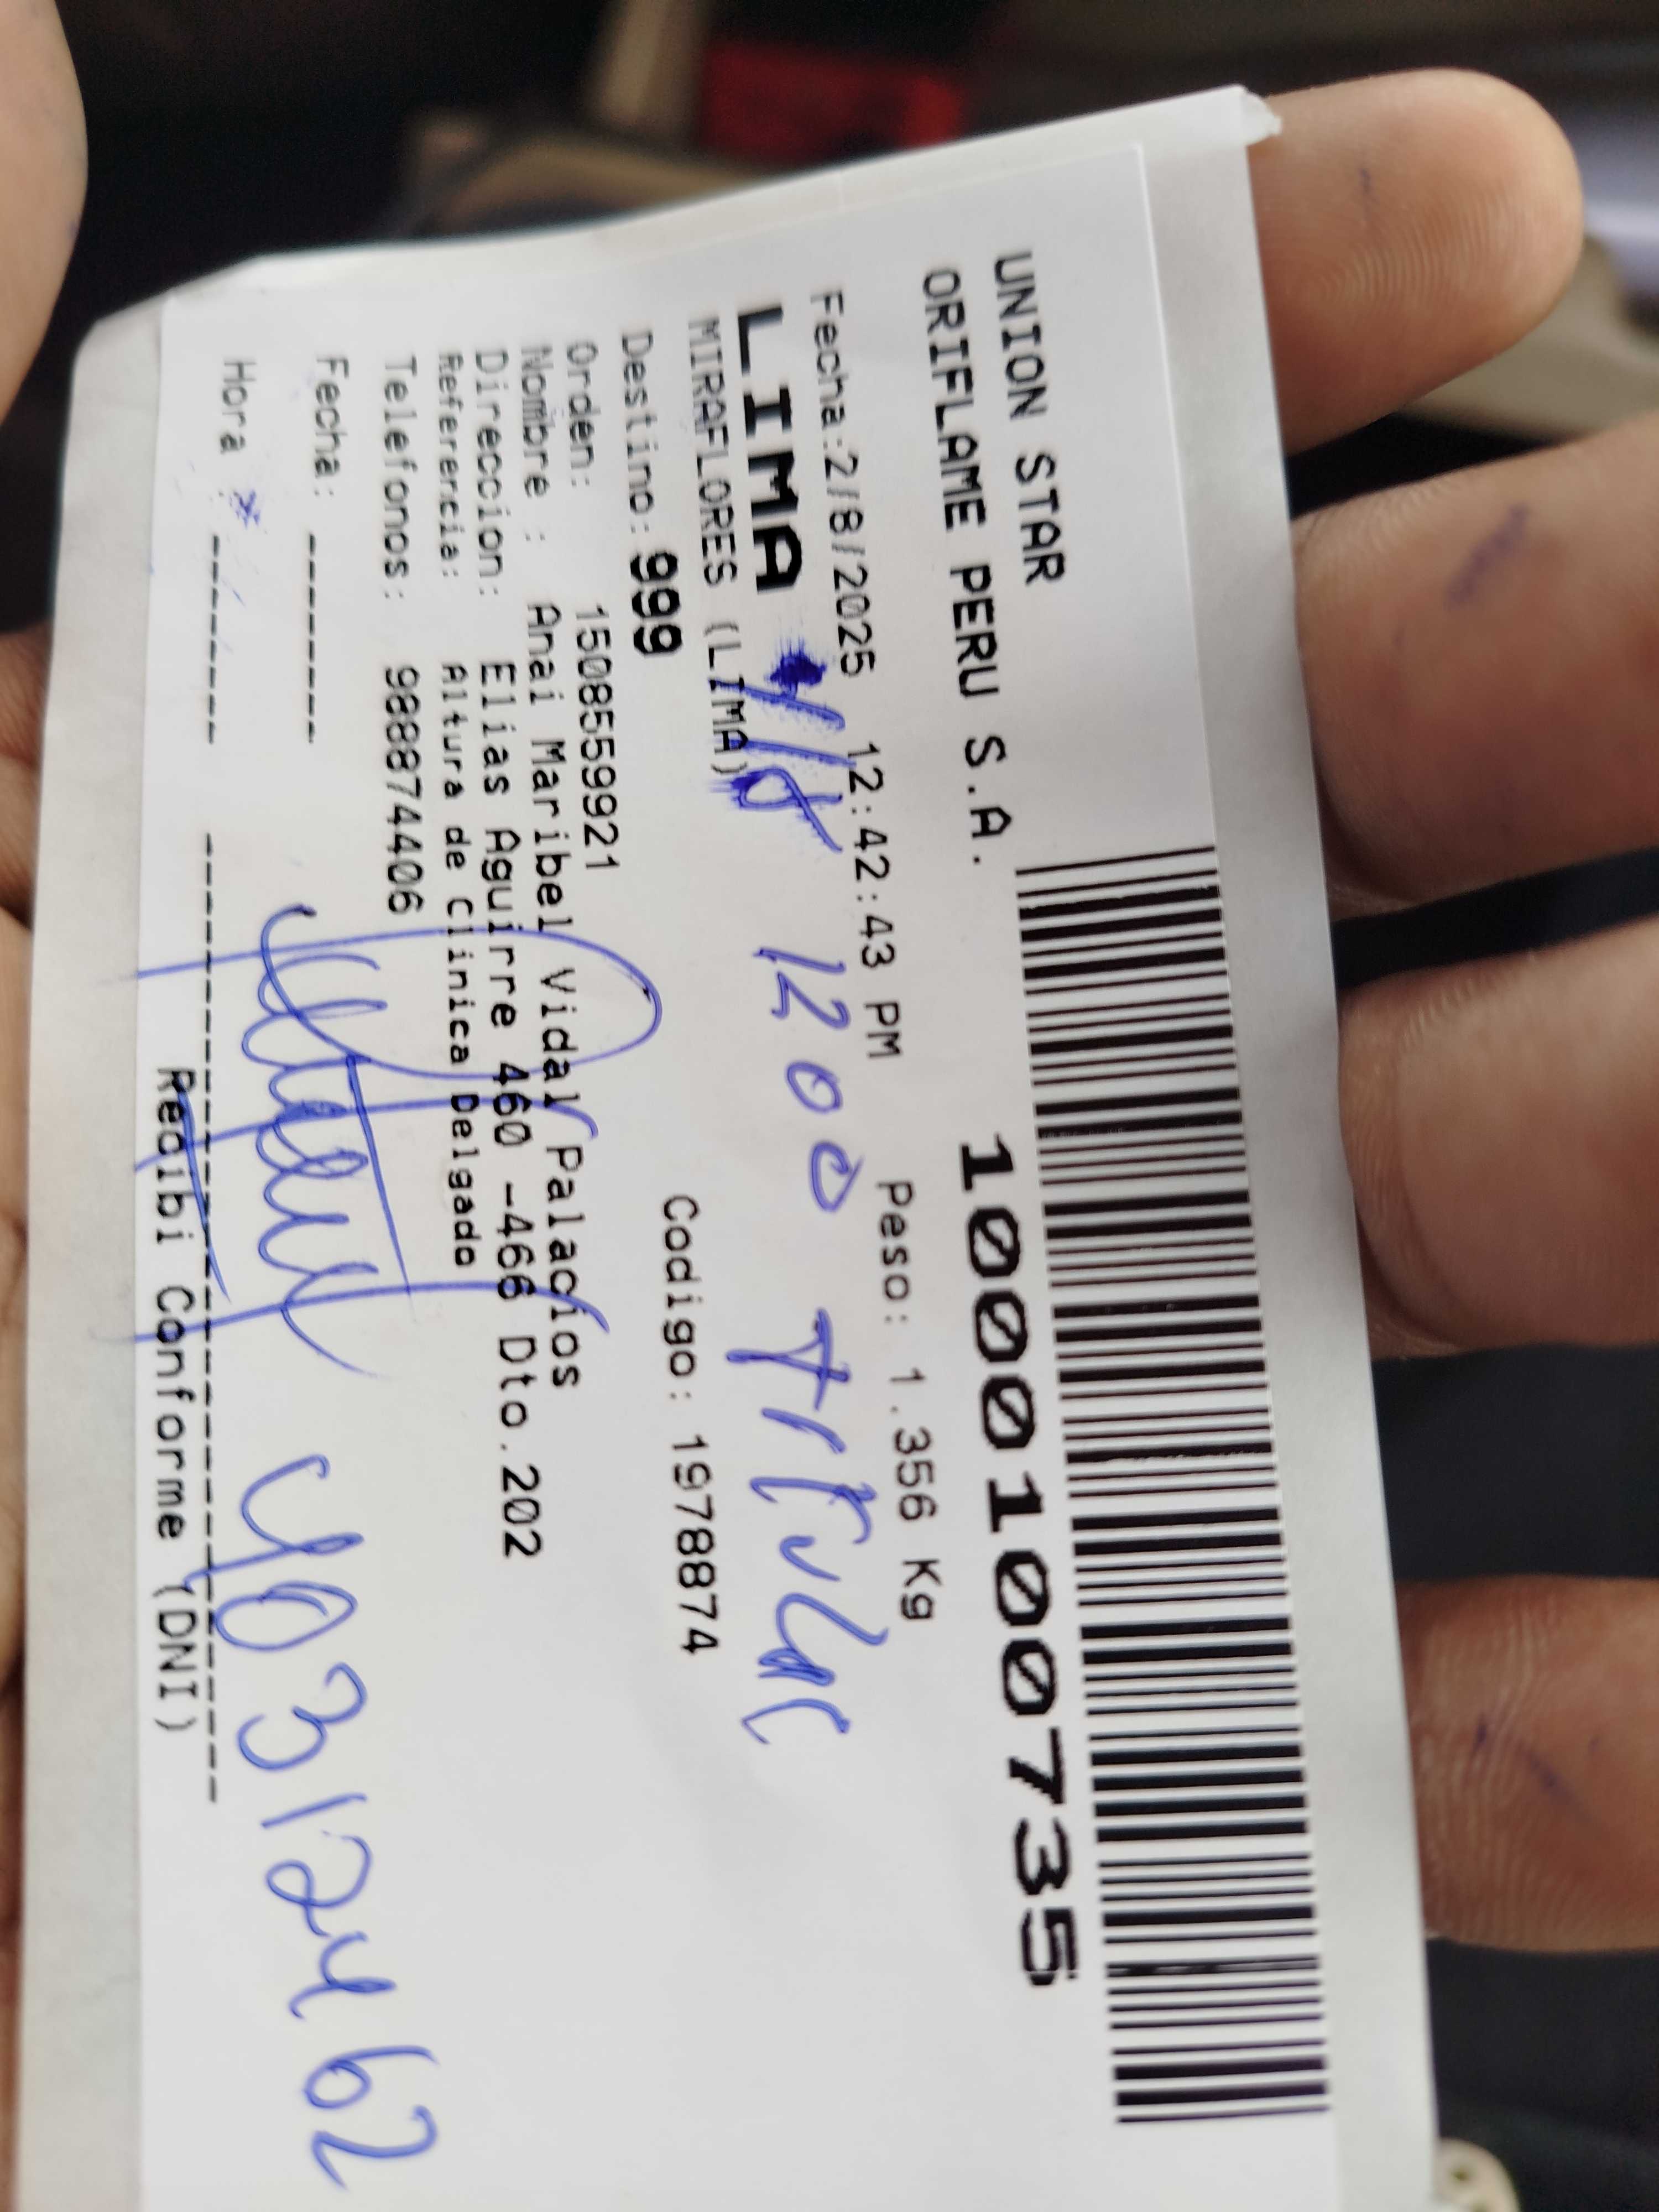 UNION STAR
ORIFLAME PERU S.A.
10001100735
Fecha:2/8/2025 12:42:43 PM Peso: 1.356 Kg
LIMA 1200
MIRAFLORES (LIMA)
Destino: 999 Codigo: 1978874
Orden: 1508559921
Nombre : Anai Maribel Vidal Palacios
Direccion: Elias Aguirre 460 -466 Dto.202
Referencia: Altura de Clinica Delgado
Telefonos: 988874406
Fecha: -------
Hora --------
40312462
Recibi Conforme (DNI)